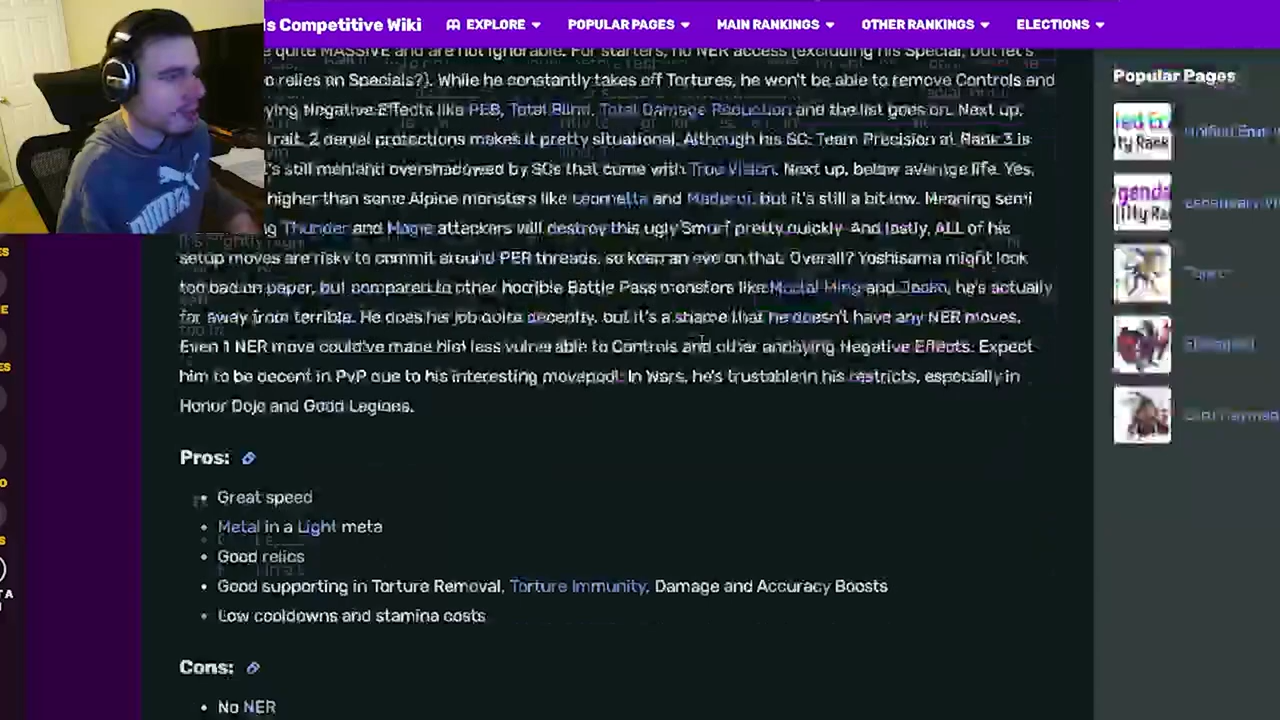 s Competitive Wiki EXPLORE POPULAR PAGES MAIN RANKINGS OTHER RANKINGS ELECTIONS
e quite MASSIVE and are not ignorable. For starters, no NER access (excluding his Special, but let's
o relies on Specials?). While he constantly takes off Tortures, he won't be able to remove Controls and
ying Negative Effects like PEB, Total Blind, Total Damage Reduction and the list goes on. Next up,
rait. 2 denial protections makes it pretty situational. Although his SC: Team Precision at Rank 3 is
's still overshadowed by SCs that come with True Vision. Next up, below average life. Yes,
higher than some Alpine monsters like and but it's still a bit low. Meaning semi
g Thunder and Magic attackers will destroy this ugly Smurf pretty quickly. And lastly, ALL of his
setup moves are risky to commit around PER threads, so keep an eye on that. Overall? Yoshisama might look
too bad on paper, but compared to other horrible Battle Pass monsters like and he's actually
far away from terrible. He does his job quite decently, but it's a shame that he doesn't have any NER moves.
Even 1 NER move could've made him less vulnerable to Controls and other annoying Negative Effects. Expect
him to be decent in PvP due to his interesting movepool. In Wars, he's trustable in his restricts, especially in
Honor Dojo and Good Legions.
Pros:
Great speed
Metal in a Light meta
Good relics
Good supporting in Torture Removal, Torture Immunity, Damage and Accuracy Boosts
Low cooldowns and stamina costs
Cons:
No NER
Popular Pages